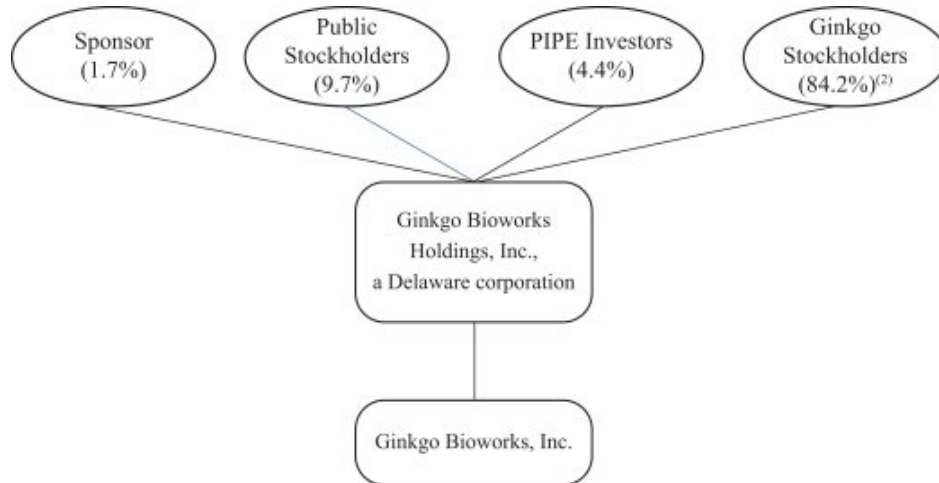 Sponsor
(1.7%)
Public
Stockholders
(9.7%)
PIPE Investors
(4.4%)
Ginkgo
Stockholders
(84.2%)(2)
Ginkgo Bioworks
Holdings, Inc.,
a Delaware corporation
Ginkgo Bioworks, Inc.